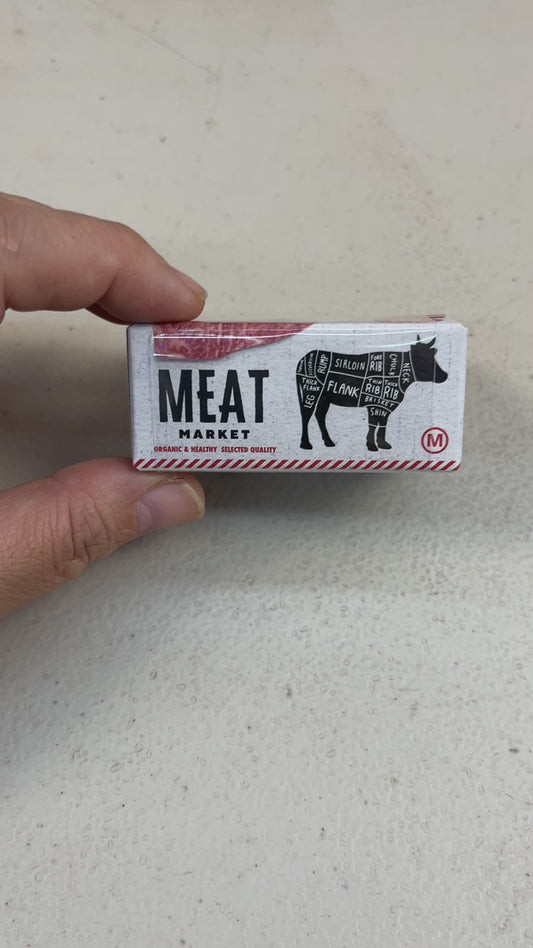 MEAT
MARKET
ORGANIC & HEALTHY SELECTED QUALITY
RUMP
SIRLOIN
FORE
RIB
CHUCK
NECK
THICK
FLANK
LEG
FLANK
THIN
RIB
THICK
RIB
BRISKET
SHIN
M